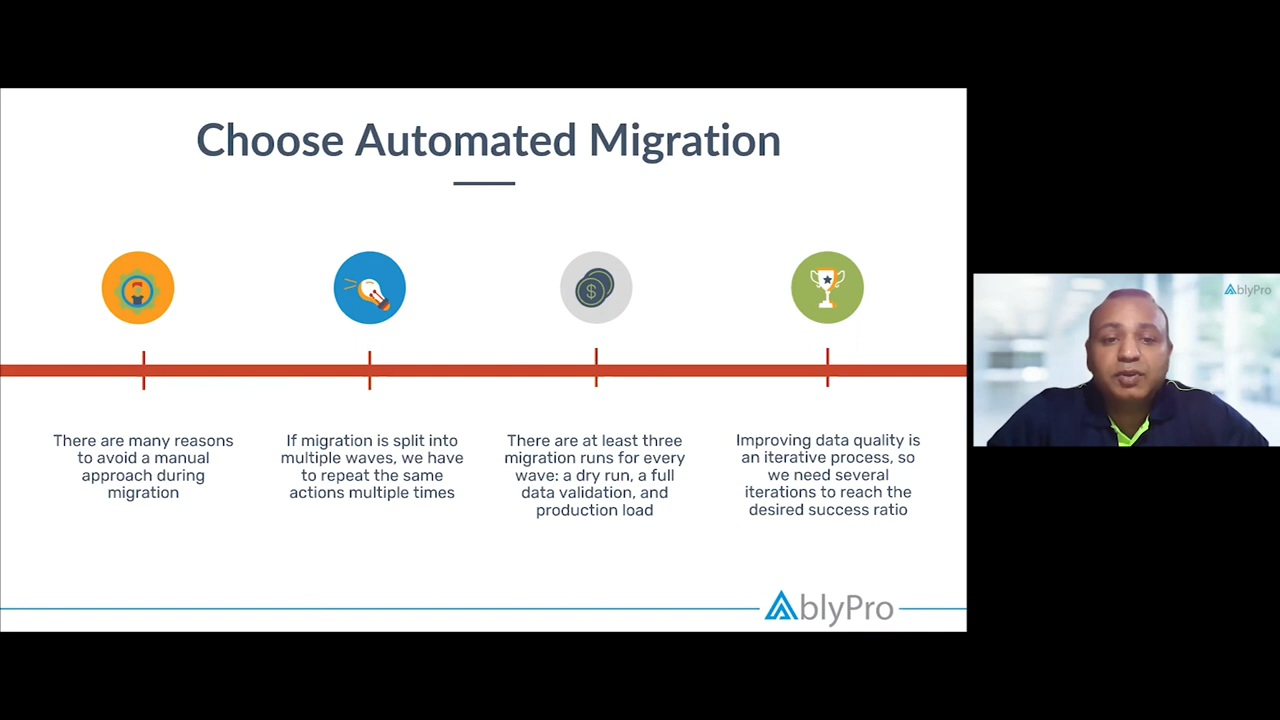 Choose Automated Migration
There are many reasons
to avoid a manual
approach during
migration
If migration is split into
multiple waves, we have
to repeat the same
actions multiple times
There are at least three
migration runs for every
wave: a dry run, a full
data validation, and
production load
Improving data quality is
an iterative process, so
we need several
iterations to reach the
desired success ratio
AblyPro
AblyPro